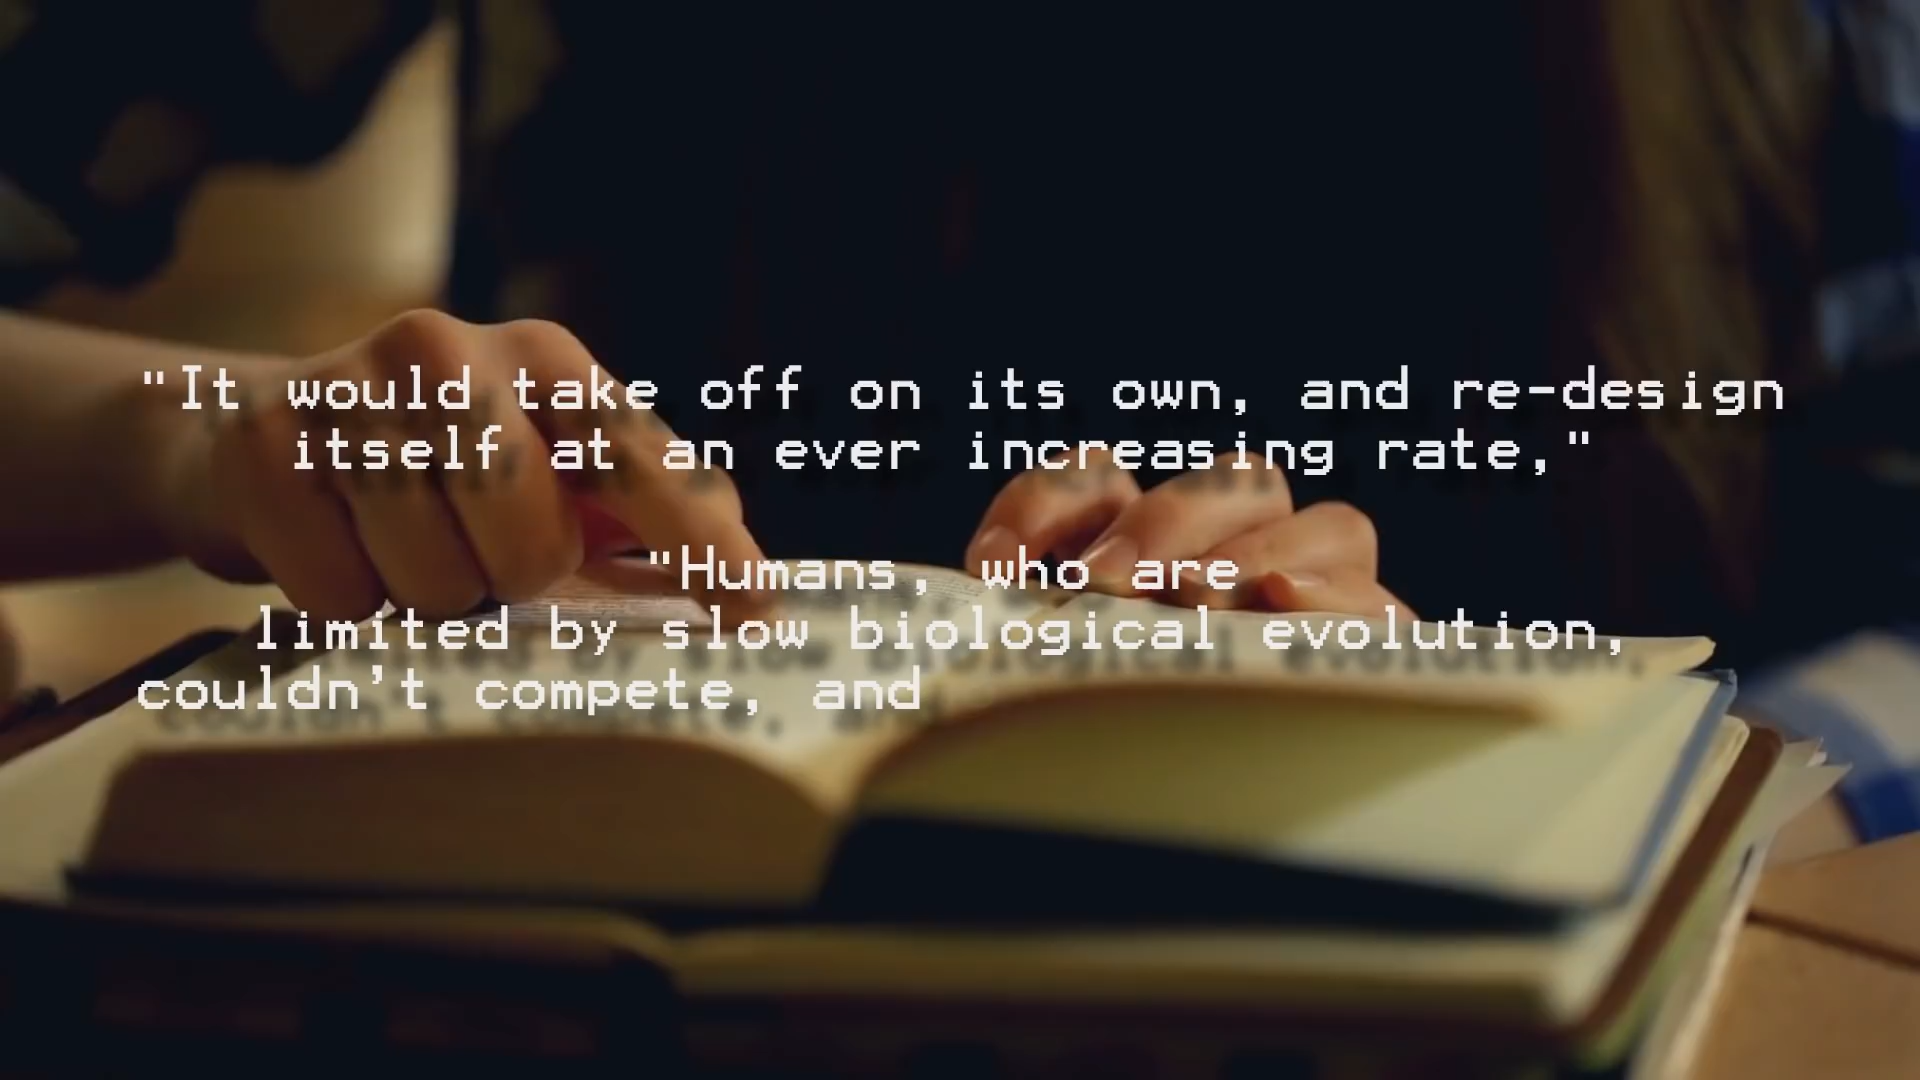 "It would take off on its own, and re-design
itself at an ever increasing rate,"
"Humans, who are
limited by slow biological evolution,
couldn't compete, and